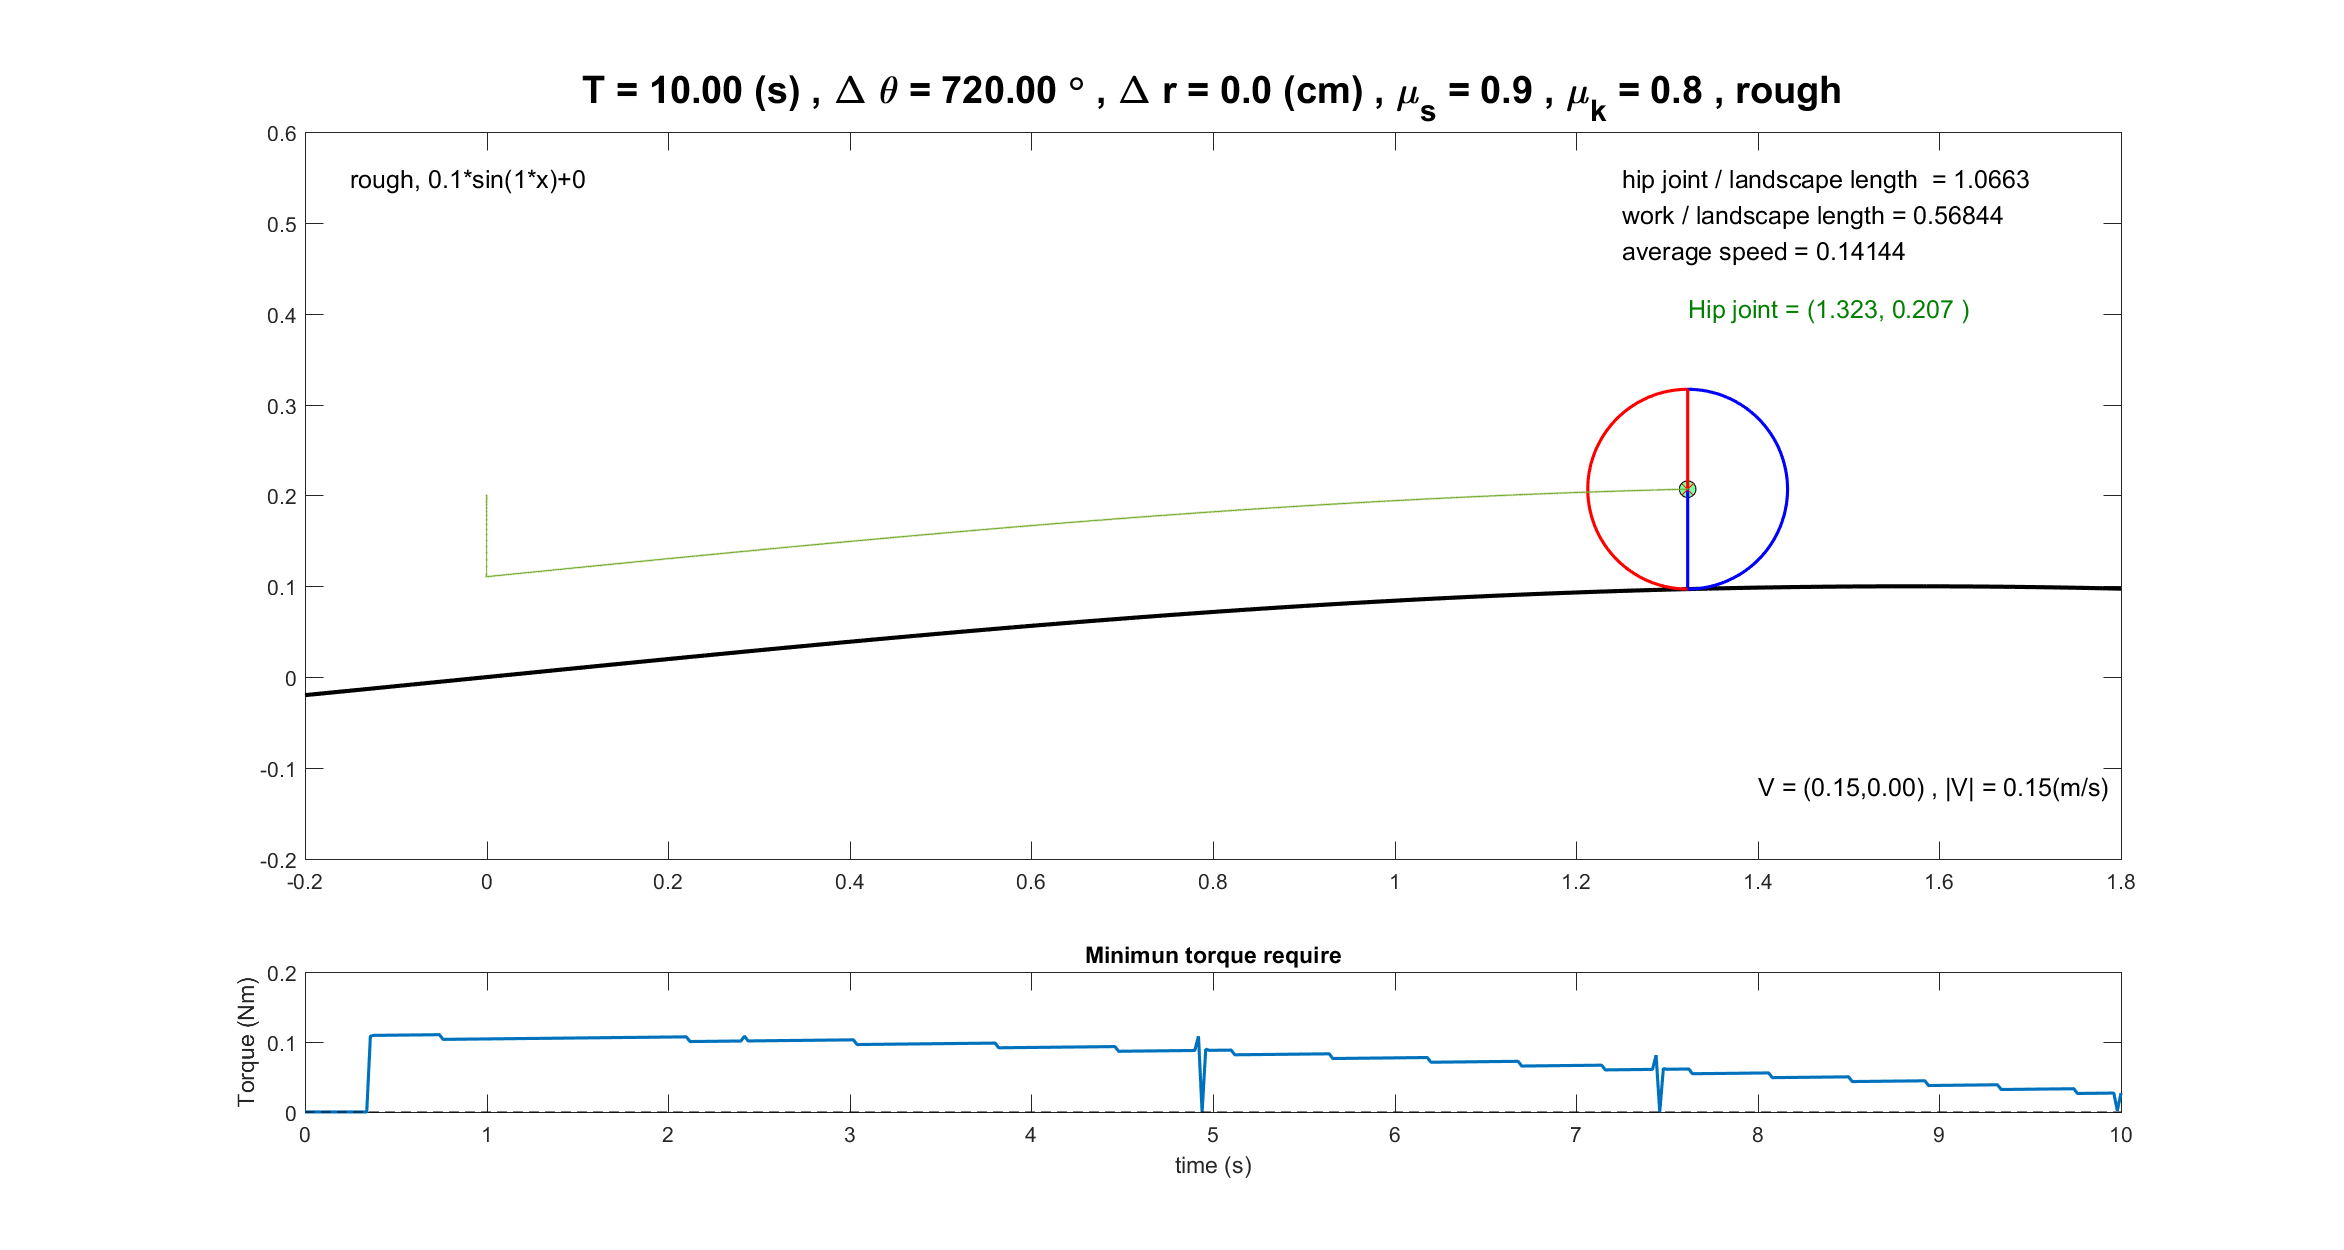 T = 10.00 (s) , Δ θ = 720.00 ° , Δ r = 0.0 (cm) , μs = 0.9 , μk = 0.8 , rough
0.6
0.5
0.4
0.3
0.2
0.1
0
-0.1
-0.2
rough, 0.1*sin(1*x)+0
hip joint / landscape length = 1.0663
work / landscape length = 0.56844
average speed = 0.14144
Hip joint = (1.323, 0.207 )
V = (0.15,0.00) , |V| = 0.15(m/s)
-0.2 0 0.2 0.4 0.6 0.8 1 1.2 1.4 1.6 1.8
Minimun torque require
Torque (Nm)
0.2
0.1
0
0 1 2 3 4 5 6 7 8 9 10
time (s)